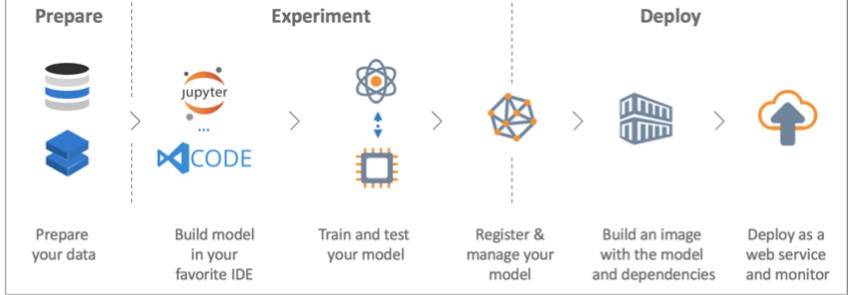 Prepare
Experiment
Deploy
jupyter
...
CODE
Prepare
your data
Build model
in your
favorite IDE
Train and test
your model
Register &
manage your
model
Build an image
with the model
and dependencies
Deploy as a
web service
and monitor